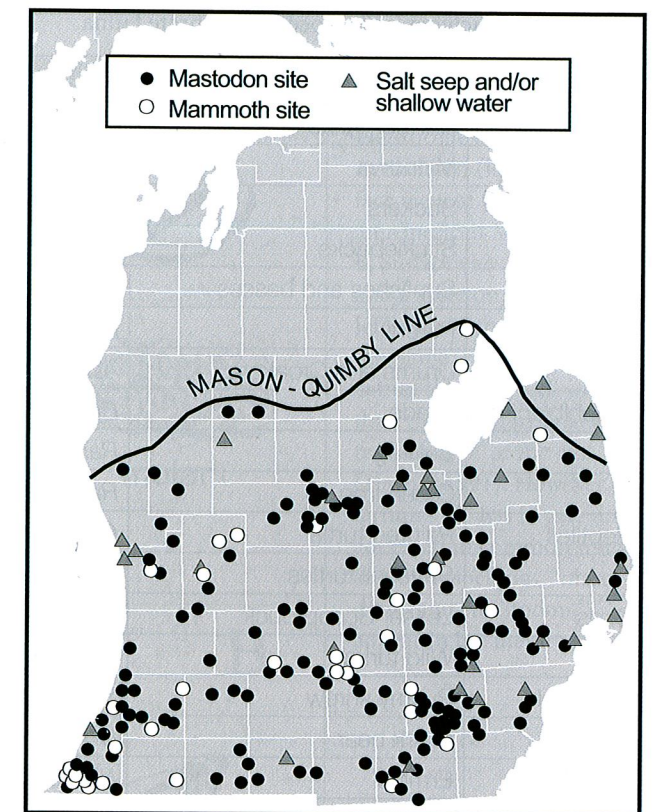 Mastodon site
Mammoth site
Salt seep and/or
shallow water
MASON - QUIMBY LINE